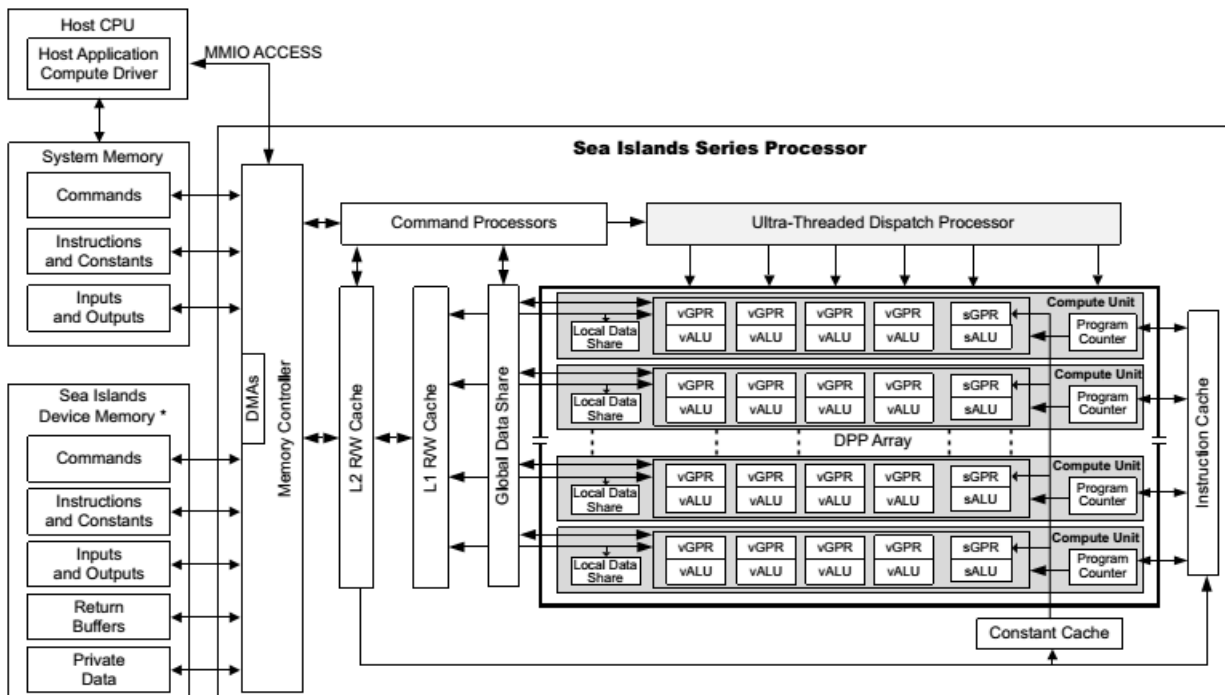 Host CPU
Host Application
Compute Driver
MMIO ACCESS
System Memory
Commands
Instructions
and Constants
Inputs
and Outputs
Sea Islands
Device Memory *
Commands
Instructions
and Constants
Inputs
and Outputs
Return
Buffers
Private
Data
Sea Islands Series Processor
DMAs
Memory Controller
Command Processors
Ultra-Threaded Dispatch Processor
L2 R/W Cache
L1 R/W Cache
Global Data Share
Compute Unit
Local Data
Share
vGPR vGPR vGPR vGPR sGPR
vALU vALU vALU vALU sALU
Program
Counter
Compute Unit
Local Data
Share
vGPR vGPR vGPR vGPR sGPR
vALU vALU vALU vALU sALU
Program
Counter
DPP Array
Compute Unit
Local Data
Share
vGPR vGPR vGPR vGPR sGPR
vALU vALU vALU vALU sALU
Program
Counter
Compute Unit
Local Data
Share
vGPR vGPR vGPR vGPR sGPR
vALU vALU vALU vALU sALU
Program
Counter
Instruction Cache
Constant Cache